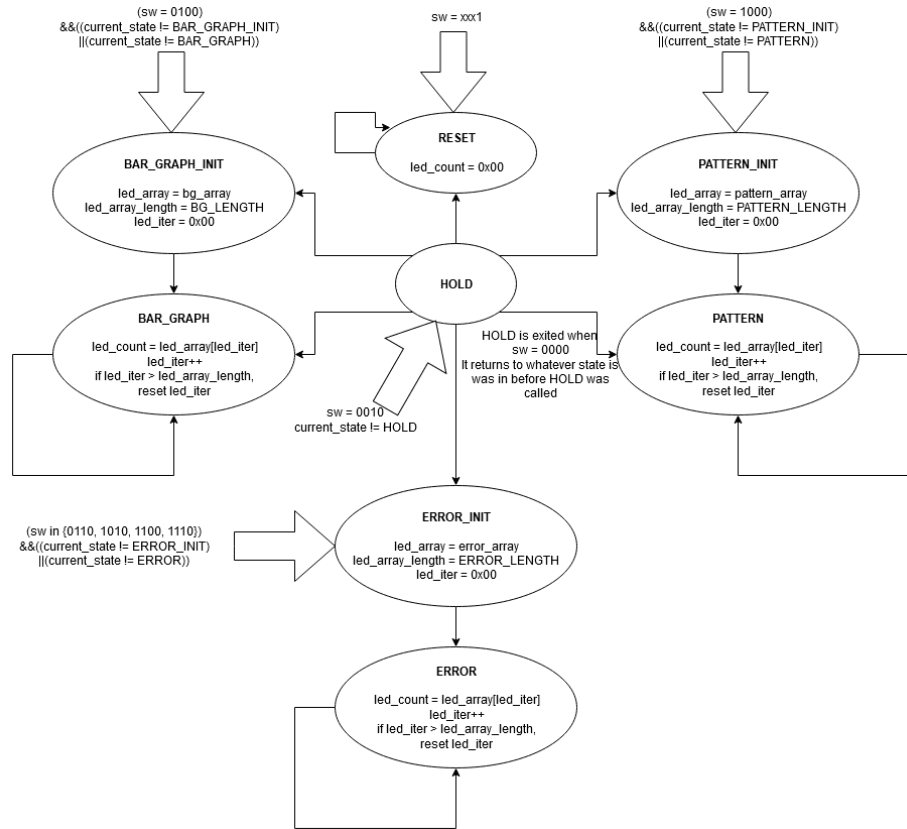 (sw = 0100)
&&((current_state != BAR_GRAPH_INIT)
||(current_state != BAR_GRAPH))
sw = xxx1
(sw = 1000)
&&((current_state != PATTERN_INIT)
||(current_state != PATTERN))
RESET
led_count = 0x00
BAR_GRAPH_INIT
led_array = bg_array
led_array_length = BG_LENGTH
led_iter = 0x00
PATTERN_INIT
led_array = pattern_array
led_array_length = PATTERN_LENGTH
led_iter = 0x00
HOLD
BAR_GRAPH
led_count = led_array[led_iter]
led_iter++
if led_iter > led_array_length,
reset led_iter
HOLD is exited when
sw = 0000
It returns to whatever state is
was in before HOLD was
called
PATTERN
led_count = led_array[led_iter]
led_iter++
if led_iter > led_array_length,
reset led_iter
sw = 0010
current_state != HOLD
(sw in {0110, 1010, 1100, 1110})
&&((current_state != ERROR_INIT)
||(current_state != ERROR))
ERROR_INIT
led_array = error_array
led_array_length = ERROR_LENGTH
led_iter = 0x00
ERROR
led_count = led_array[led_iter]
led_iter++
if led_iter > led_array_length,
reset led_iter